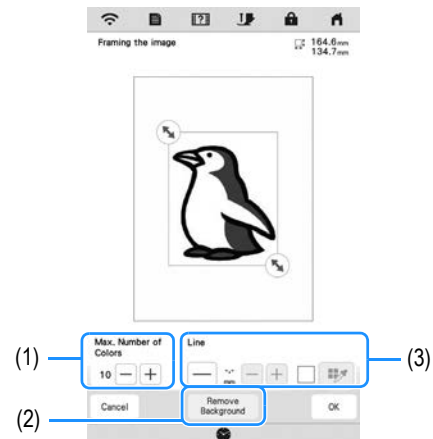 ?
Framing the image
164.6mm
134.7mm
Max. Number of
Colors
10 - +
Line
-.- - +
mm
(1)
(3)
(2)
Cancel
Remove
Background
OK